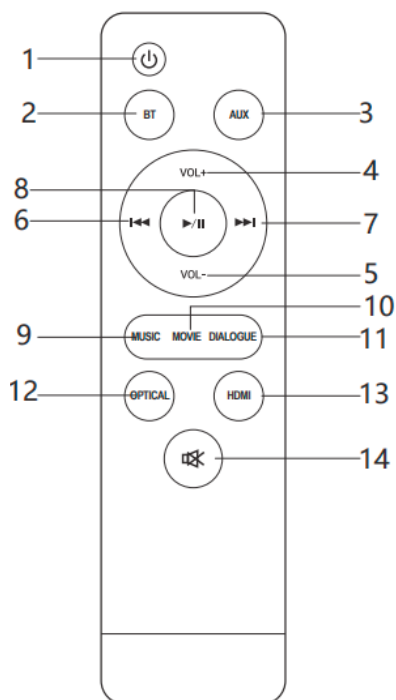 1
2 BT AUX 3
VOL+ 4
8
6 7
VOL- 5
10
MUSIC MOVIE DIALOGUE
9 11
12 OPTICAL HDMI 13
14